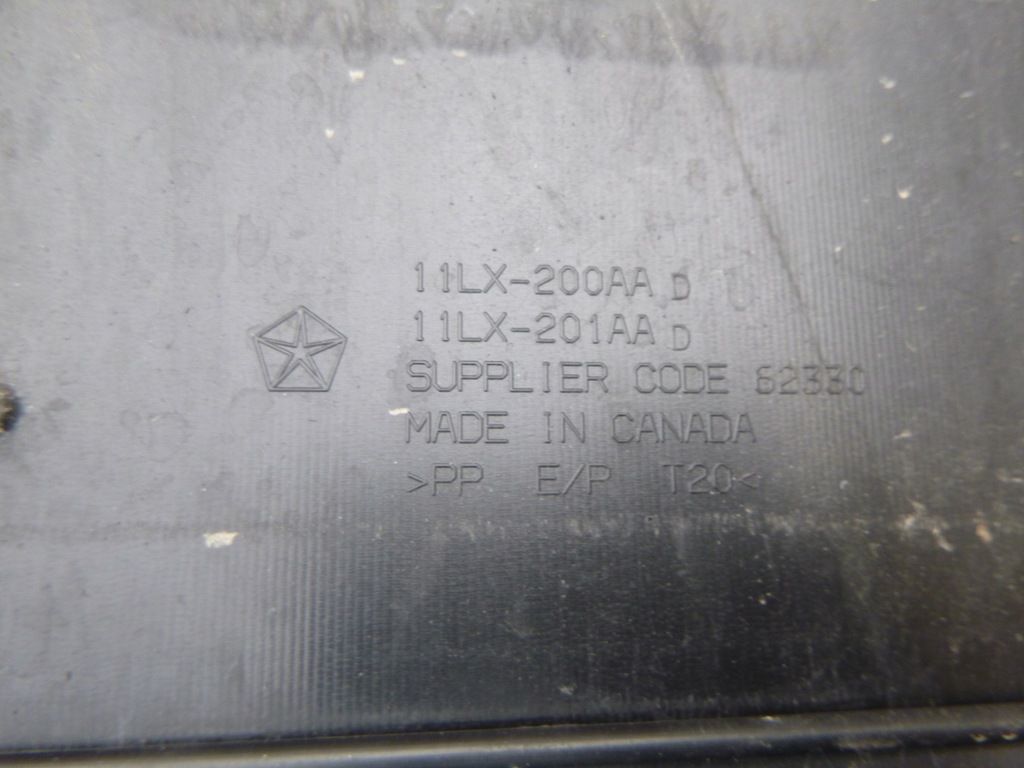 11LX-200AA D
11LX-201AA D
SUPPLIER CODE 62330
MADE IN CANADA
>PP E/P T20<